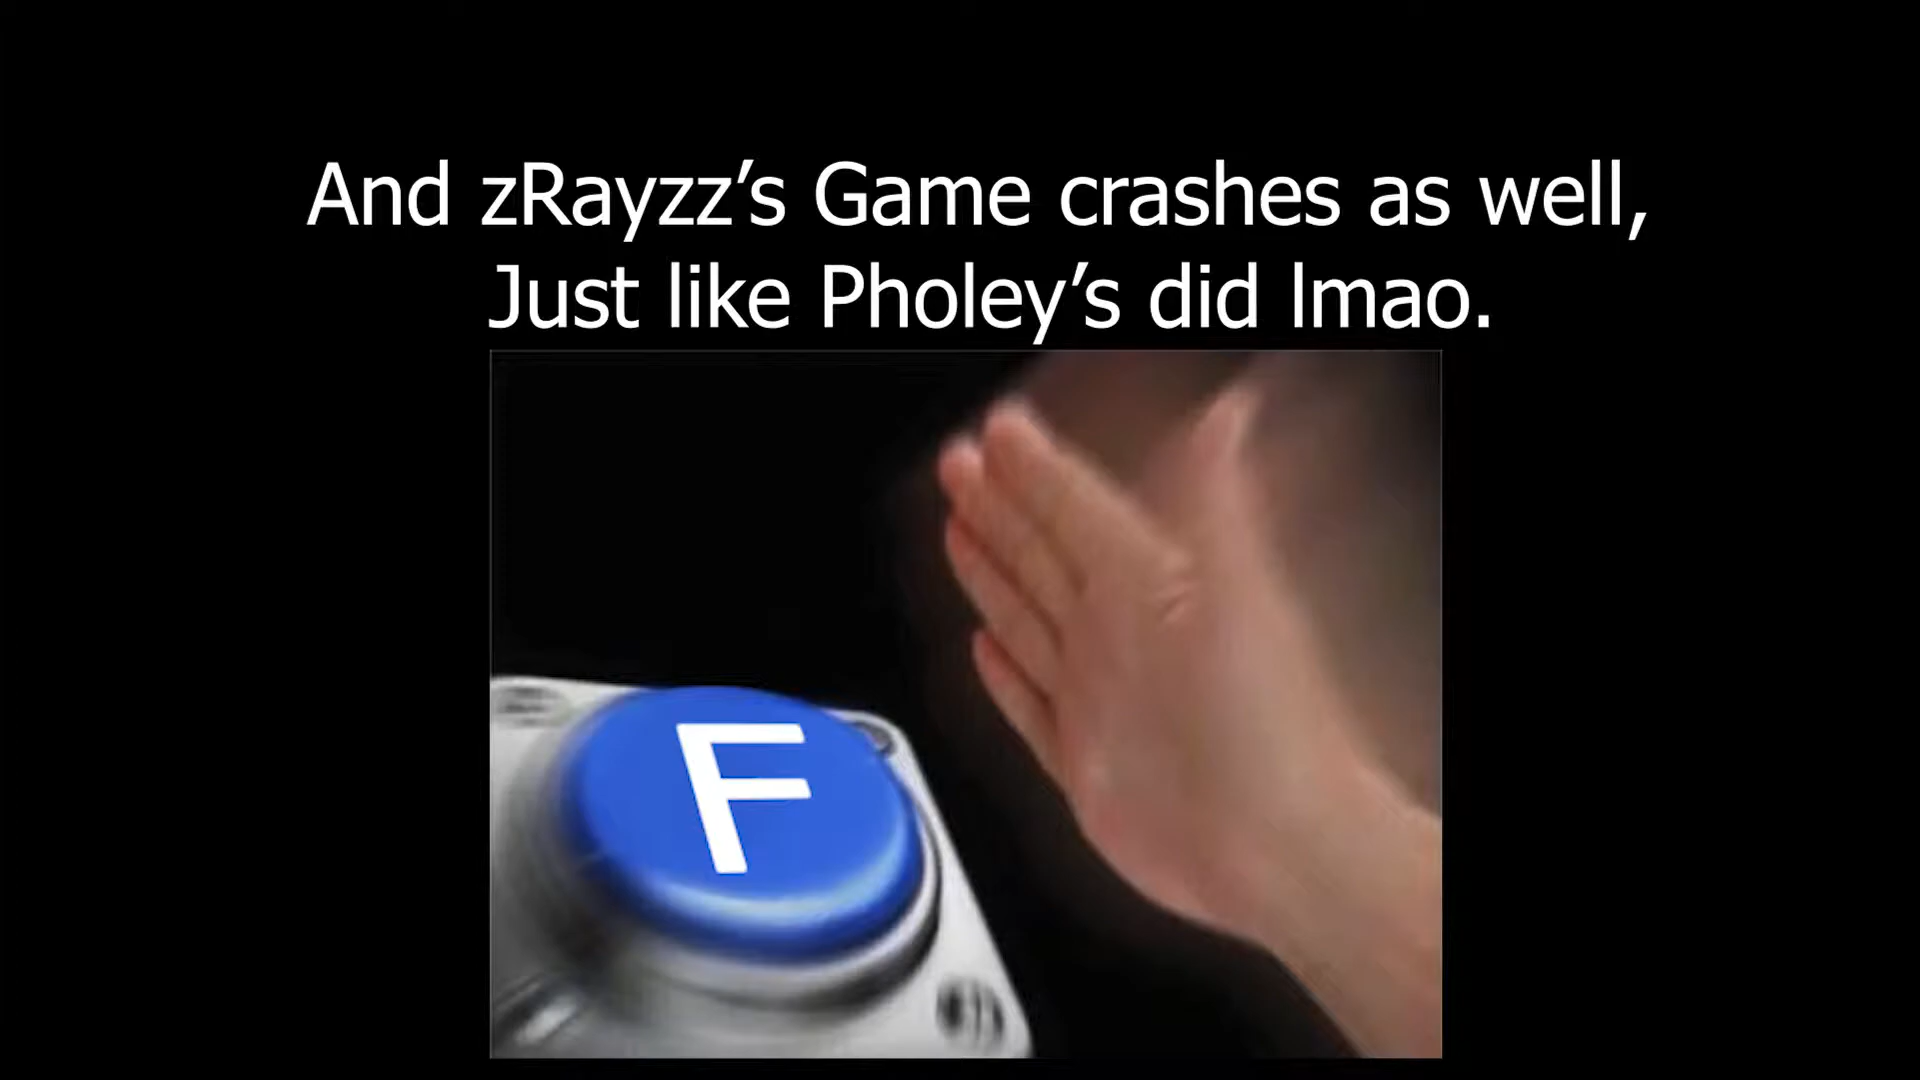 And zRayzz’s Game crashes as well,
Just like Pholey’s did lmao.
F